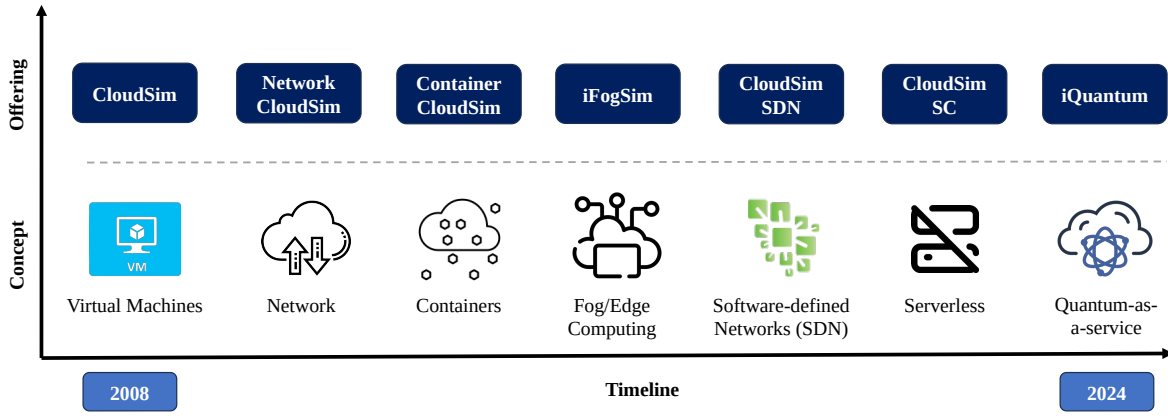 Offering
CloudSim
Network
CloudSim
Container
CloudSim
iFogSim
CloudSim
SDN
CloudSim
SC
iQuantum
Concept
VM
Virtual Machines
Network
Containers
Fog/Edge
Computing
Software-defined
Networks (SDN)
Serverless
Quantum-as-
a-service
2008
Timeline
2024